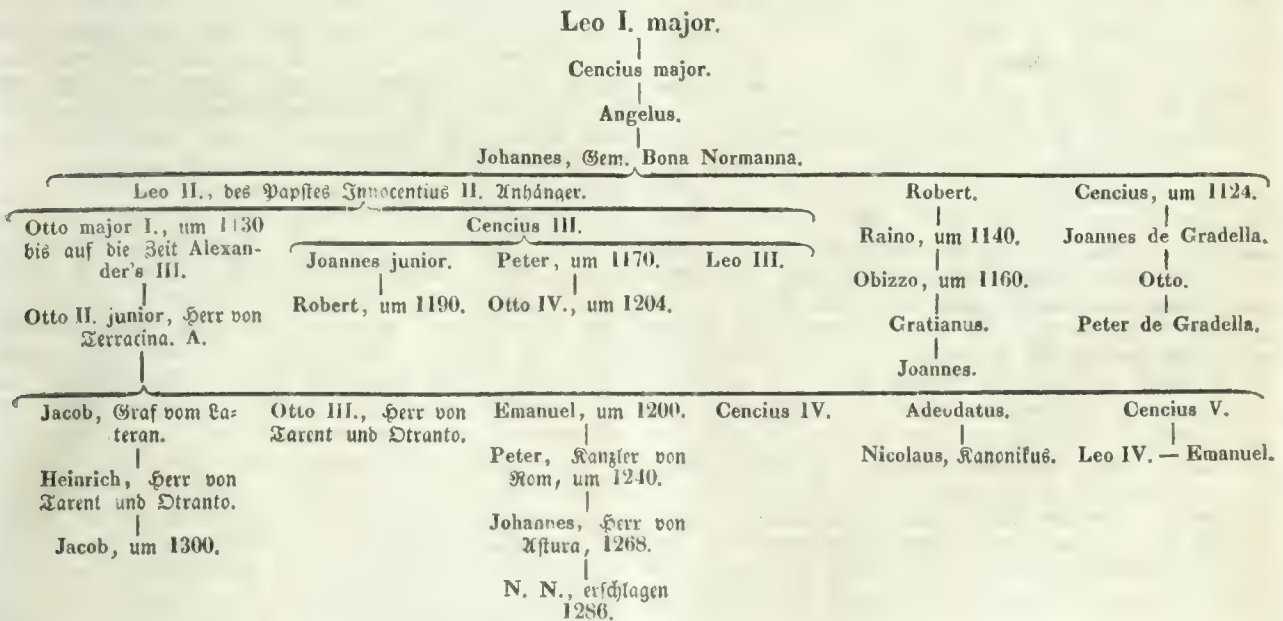 Leo I. major.
Cencius major.
Angelus.
Johannes, Gem. Bona Normanna.
Leo II., des Papstes Innocentius II. Anhänger.
Robert.
Cencius, um 1124.
Otto major I., um 1130
bis auf die Zeit Alexan-
der's III.
Cencius III.
Raino, um 1140.
Joannes de Gradella.
Joannes junior.
Peter, um 1170.
Leo III.
Obizzo, um 1160.
Otto.
Robert, um 1190.
Otto IV., um 1204.
Otto II. junior, Herr von
Terracina. A.
Gratianus.
Peter de Gradella.
Joannes.
Jacob, Graf vom La-
teran.
Otto III., Herr von
Tarent und Otranto.
Emanuel, um 1200.
Cencius IV.
Adeodatus.
Cencius V.
Heinrich, Herr von
Tarent und Otranto.
Peter, Kanzler von
Rom, um 1240.
Nicolaus, Kanonikus.
Leo IV. — Emanuel.
Jacob, um 1300.
Johannes, Herr von
Astura, 1268.
N. N., erschlagen
1286.